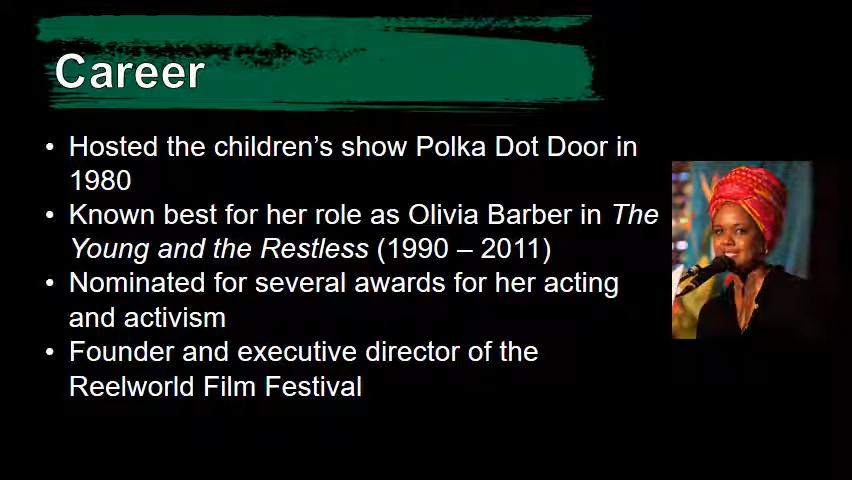 Career
• Hosted the children’s show Polka Dot Door in
1980
• Known best for her role as Olivia Barber in The
Young and the Restless (1990 – 2011)
• Nominated for several awards for her acting
and activism
• Founder and executive director of the
Reelworld Film Festival